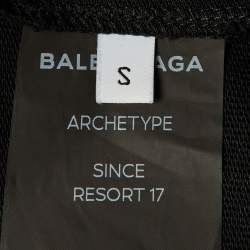 BALE AGA
S
ARCHETYPE
SINCE
RESORT 17